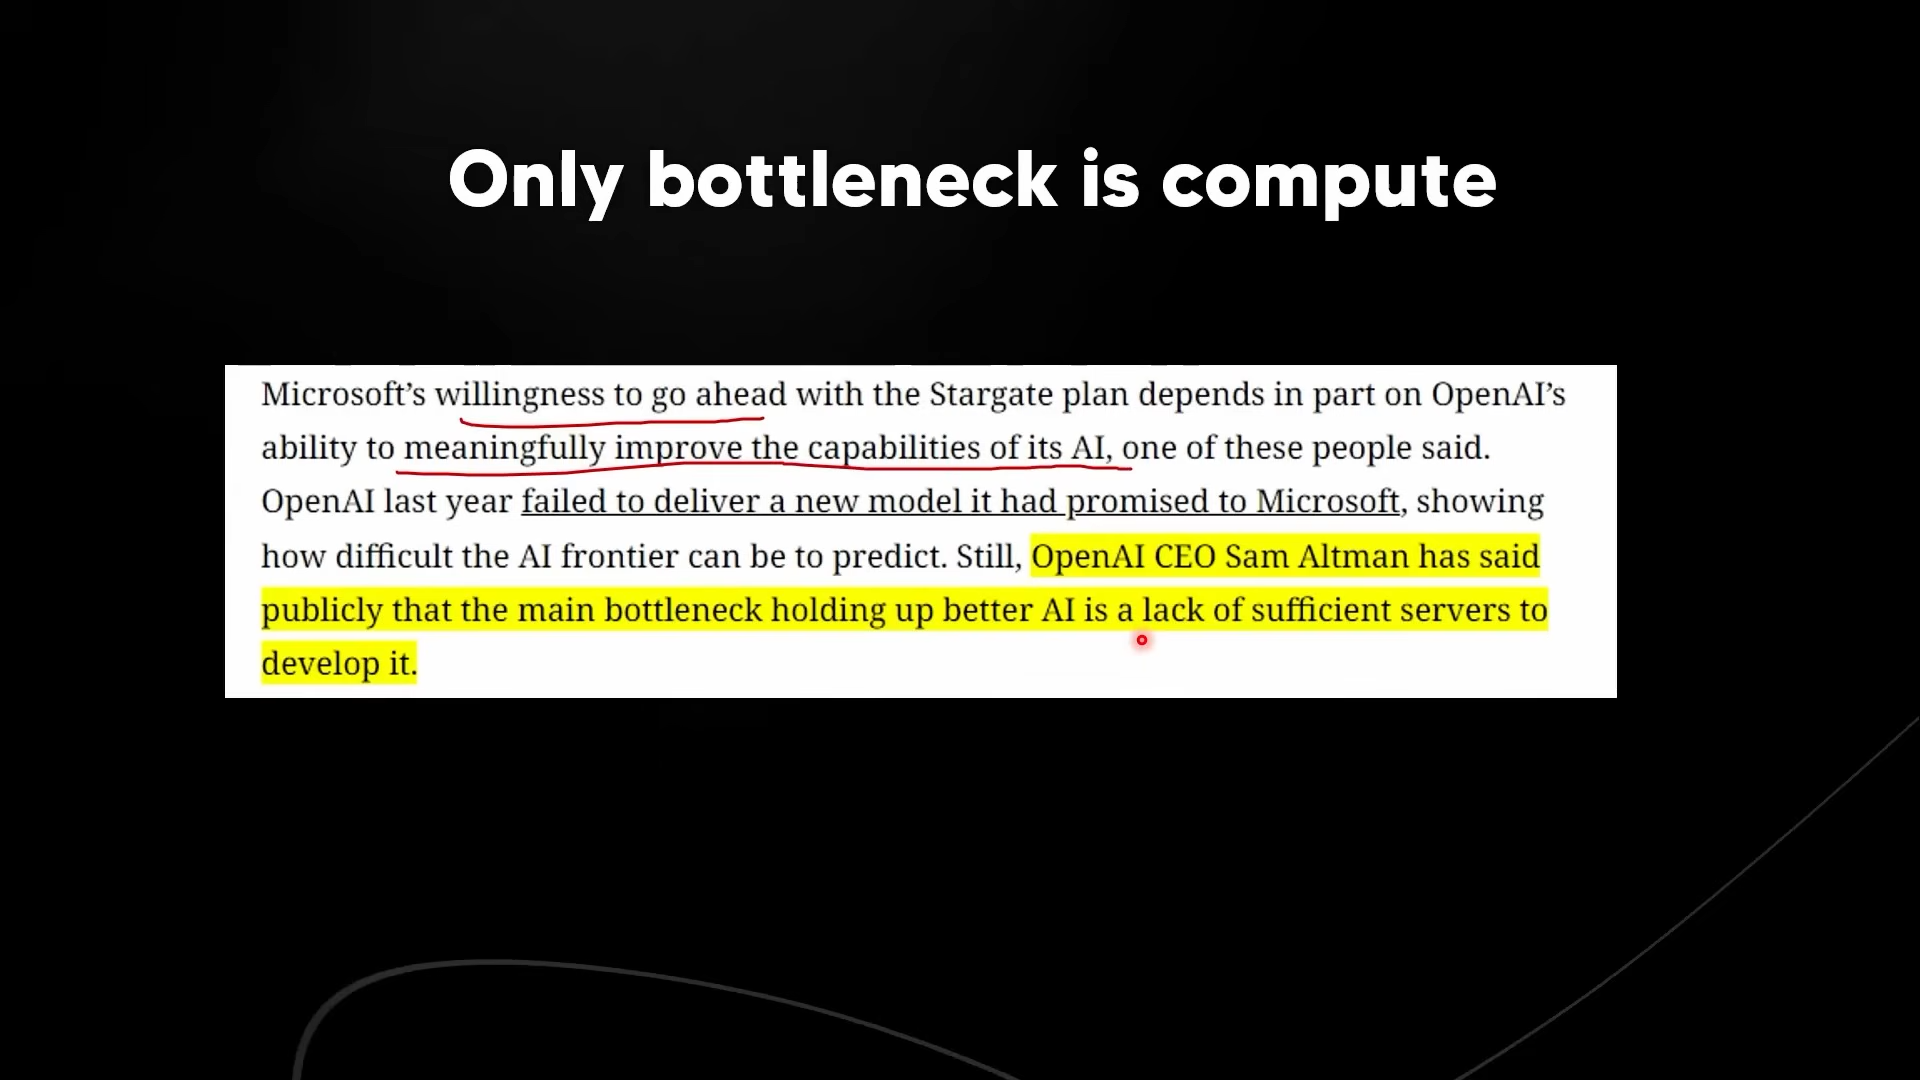 Only bottleneck is compute
Microsoft’s willingness to go ahead with the Stargate plan depends in part on OpenAI’s
ability to meaningfully improve the capabilities of its AI, one of these people said.
OpenAI last year failed to deliver a new model it had promised to Microsoft, showing
how difficult the AI frontier can be to predict. Still, OpenAI CEO Sam Altman has said
publicly that the main bottleneck holding up better AI is a lack of sufficient servers to
develop it.